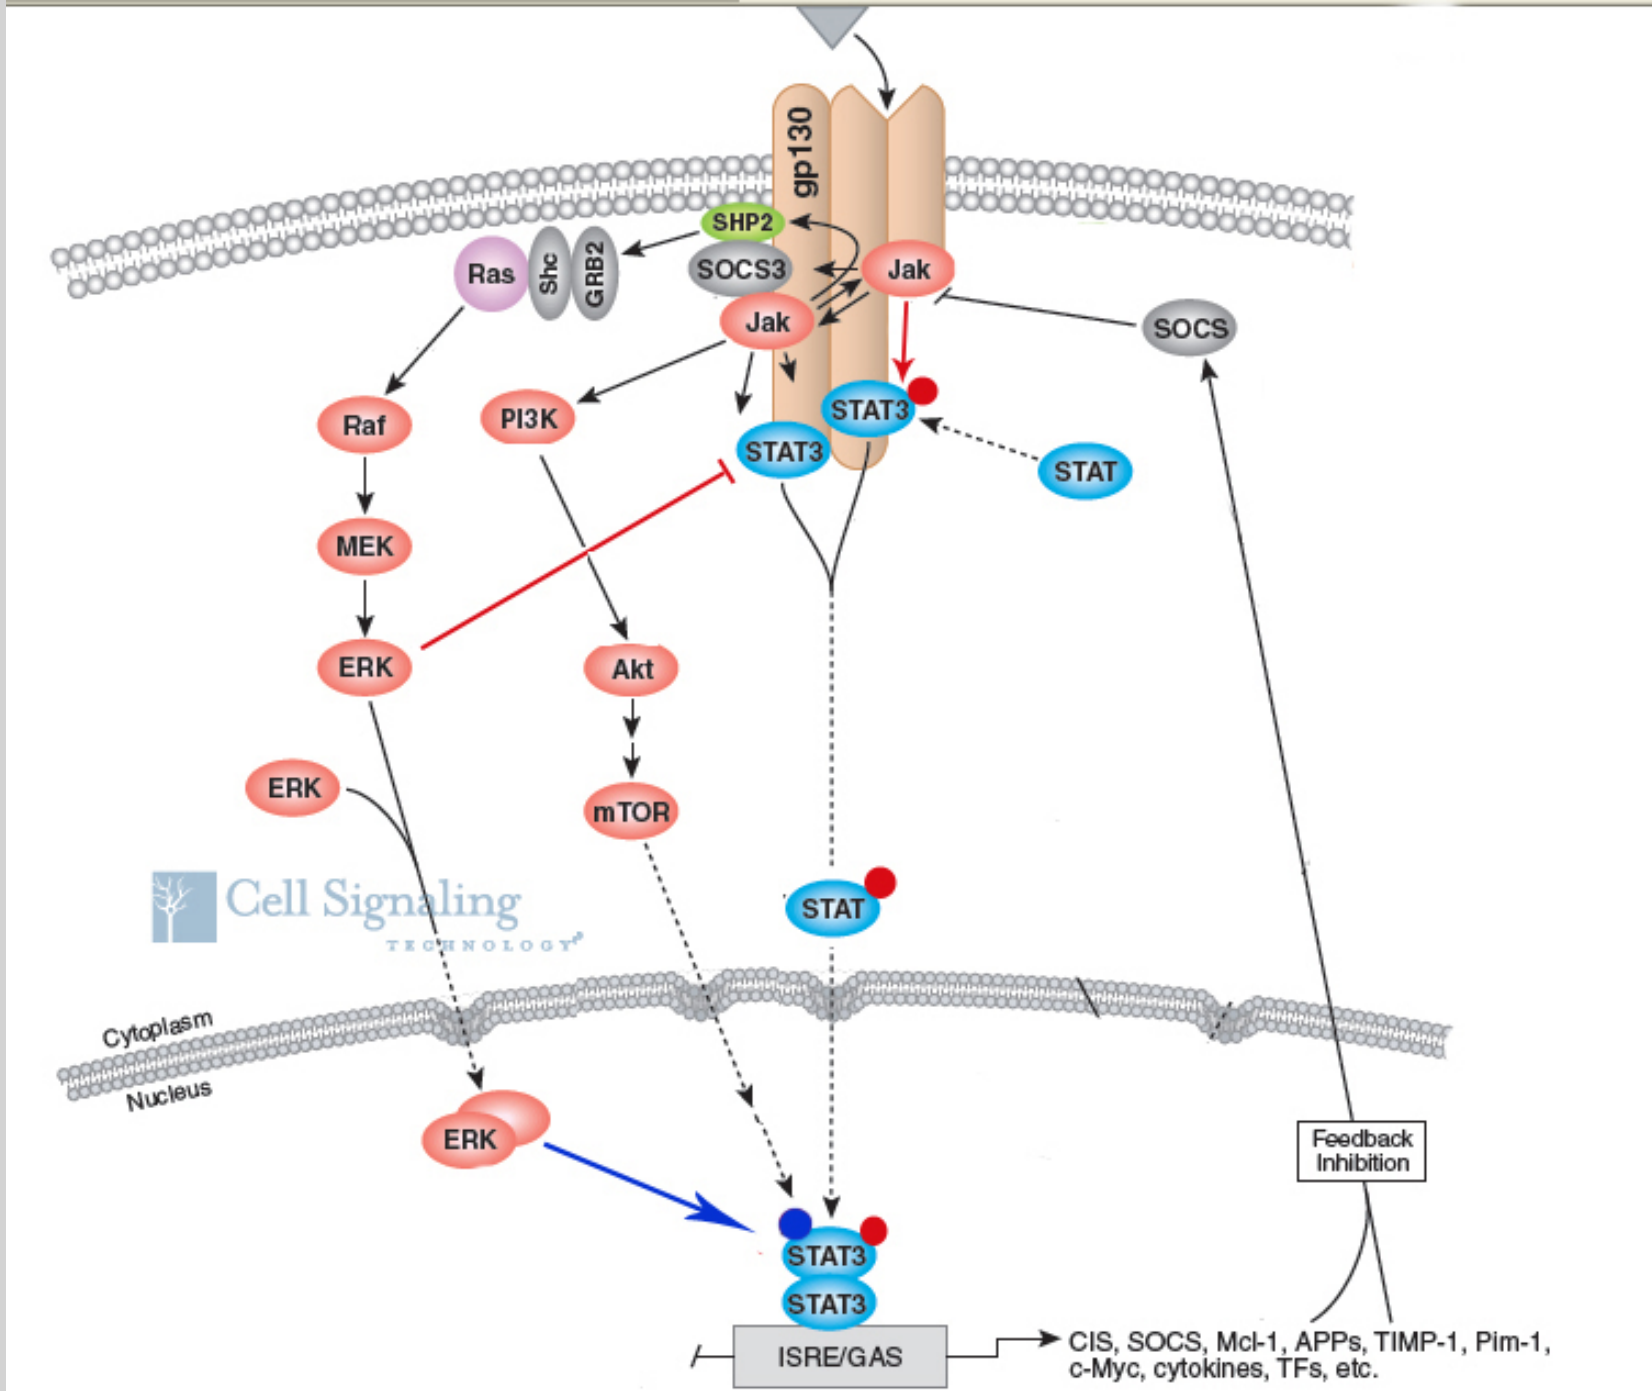 gp130
SHP2
Ras
Shc
GRB2
SOCS3
Jak
Jak
SOCS
Raf
PI3K
STAT3
STAT3
STAT
MEK
ERK
Akt
ERK
mTOR
Cell Signaling
TECHNOLOGY
STAT
Cytoplasm
Nucleus
ERK
Feedback
Inhibition
STAT3
STAT3
ISRE/GAS
CIS, SOCS, Mcl-1, APPs, TIMP-1, Pim-1,
c-Myc, cytokines, TFs, etc.